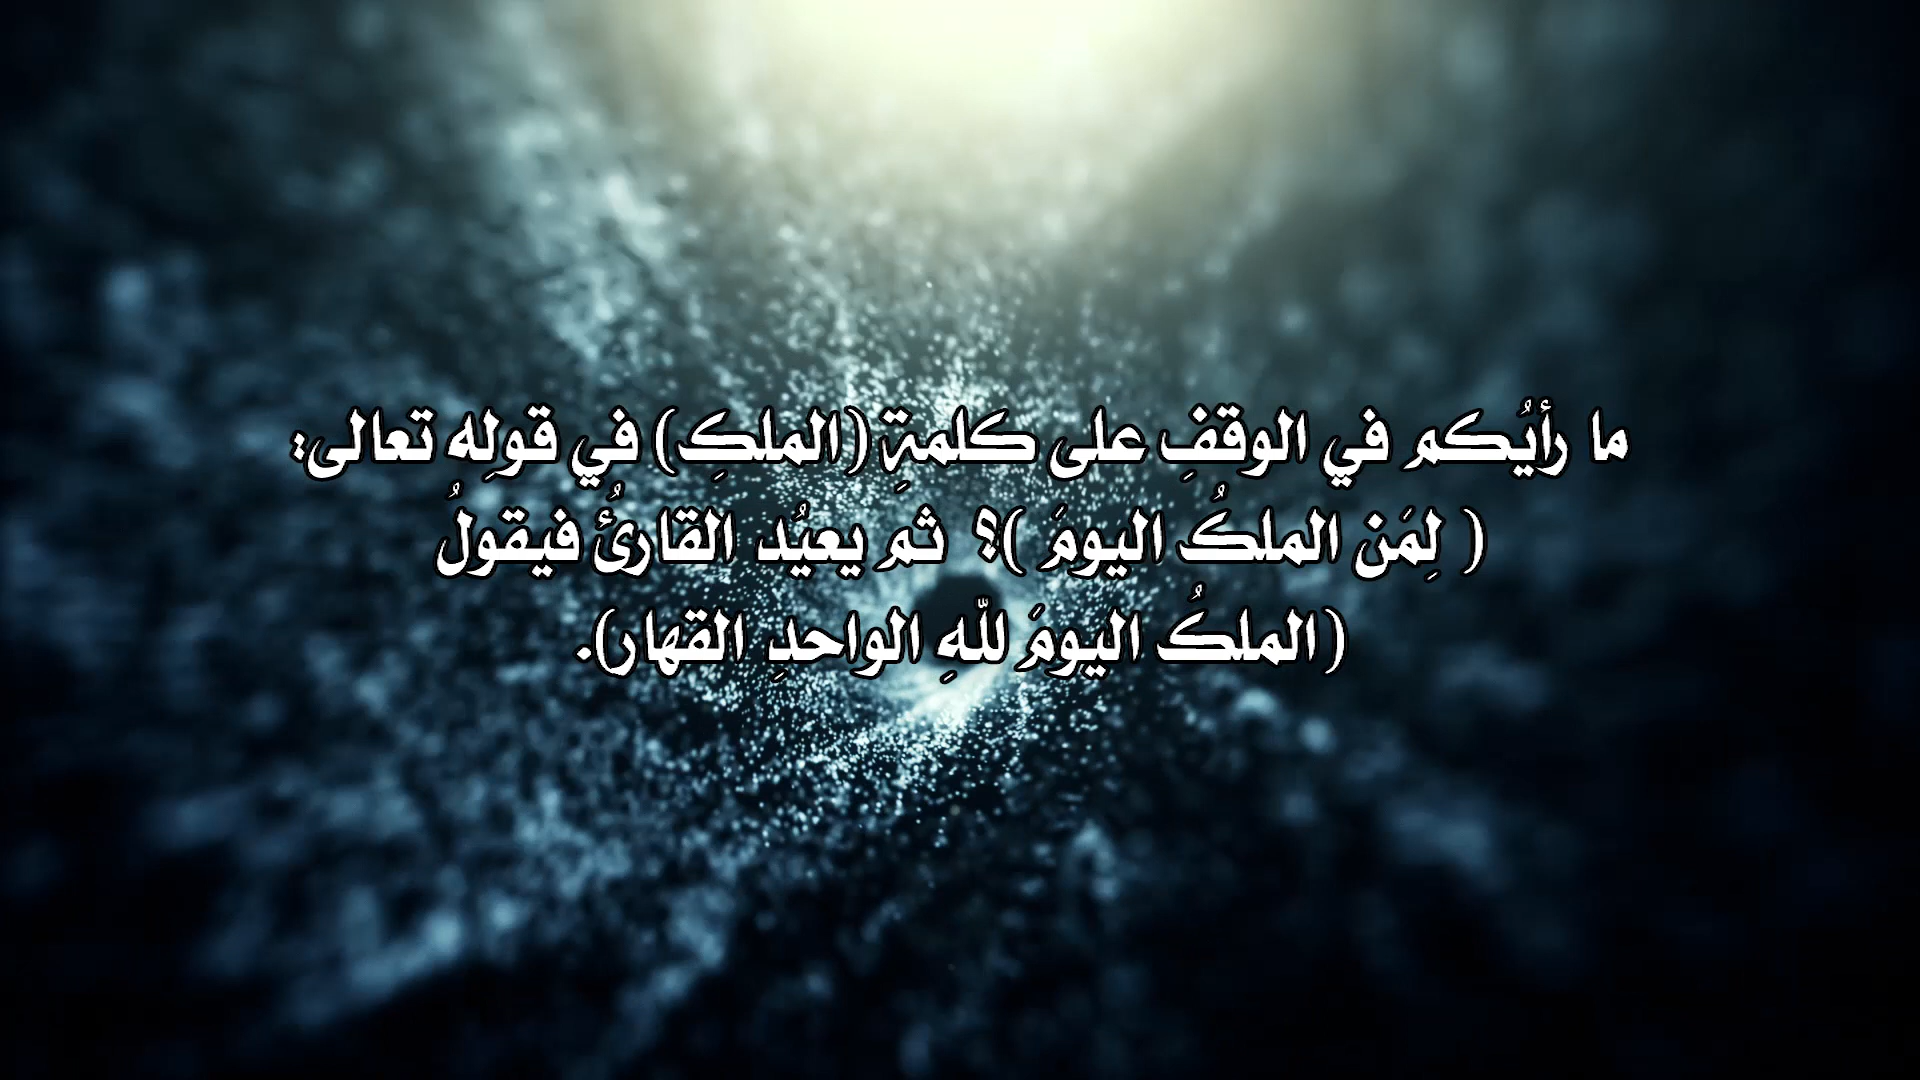 ما رأيُكم في الوقفِ على كلمةِ (الملكِ) في قولِه تعالى:
( لِمَن الملكُ اليومَ )؟ ثم يعيُد القارئُ فيقولُ
(الملكُ اليومَ للّهِ الواحدِ القهار).